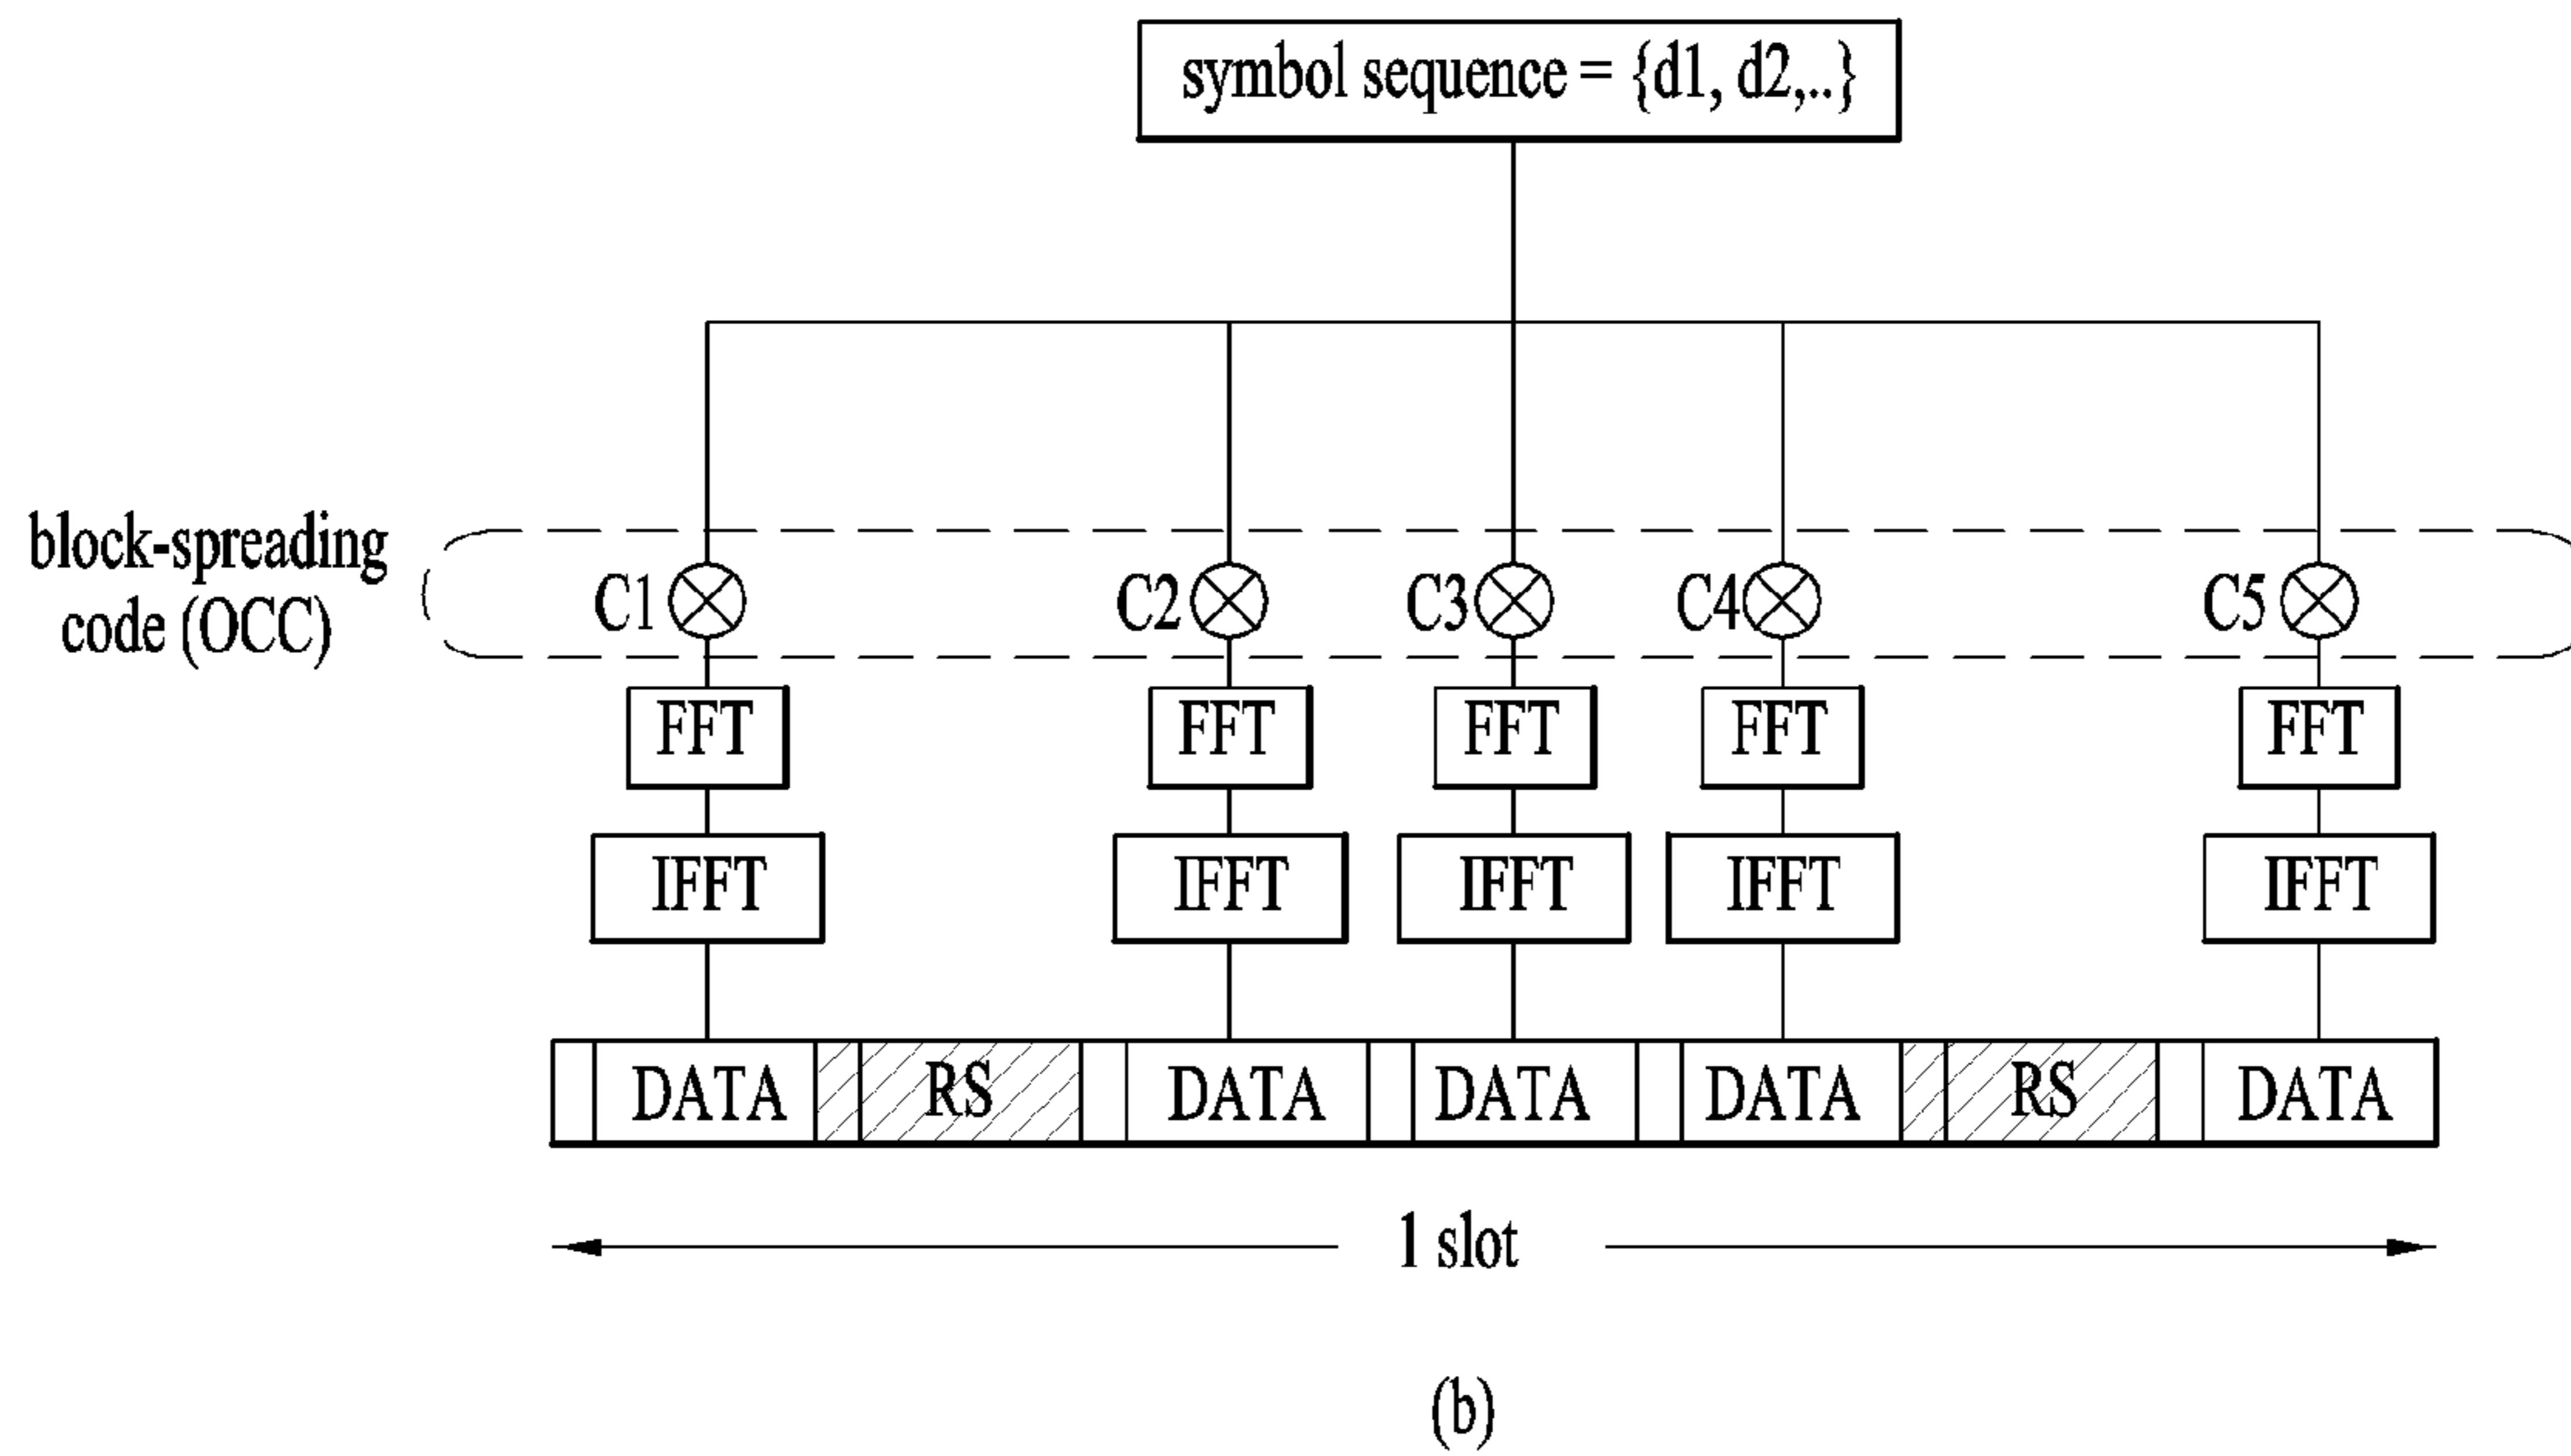 symbol sequence = {d1, d2,..}
block-spreading
code (OCC)
C1 C2 C3 C4 C5
FFT FFT FFT FFT FFT
IFFT IFFT IFFT IFFT IFFT
DATA RS DATA DATA DATA RS DATA
1 slot
(b)